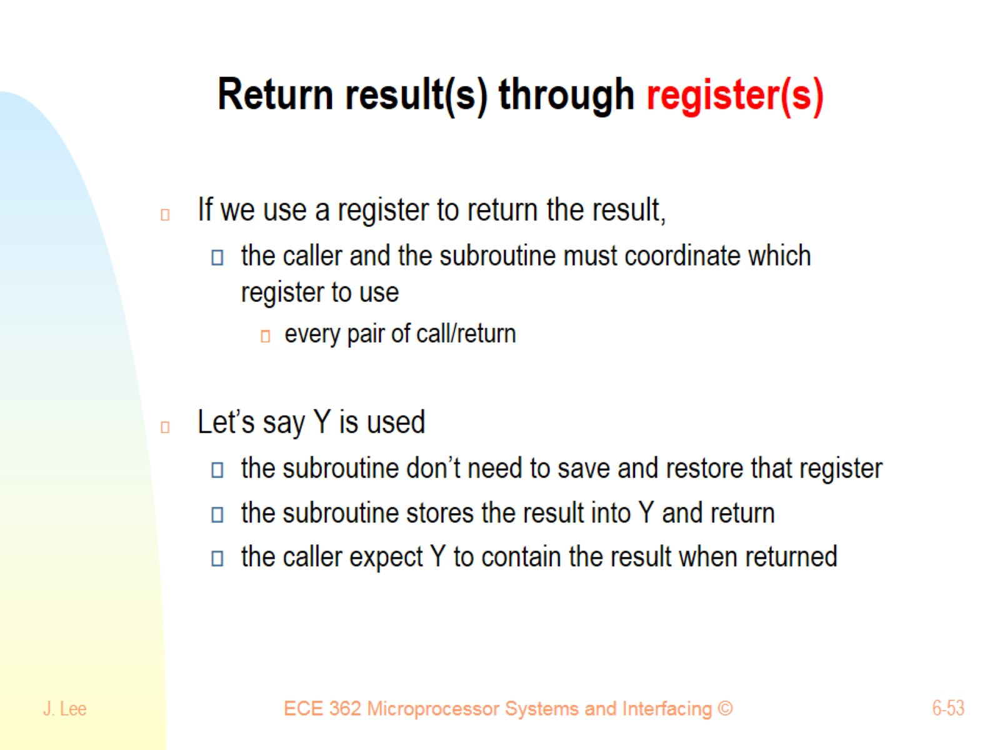 Return result(s) through register(s)
If we use a register to return the result,
the caller and the subroutine must coordinate which
register to use
every pair of call/return
Let’s say Y is used
the subroutine don’t need to save and restore that register
the subroutine stores the result into Y and return
the caller expect Y to contain the result when returned
J. Lee
ECE 362 Microprocessor Systems and Interfacing ©
6-53